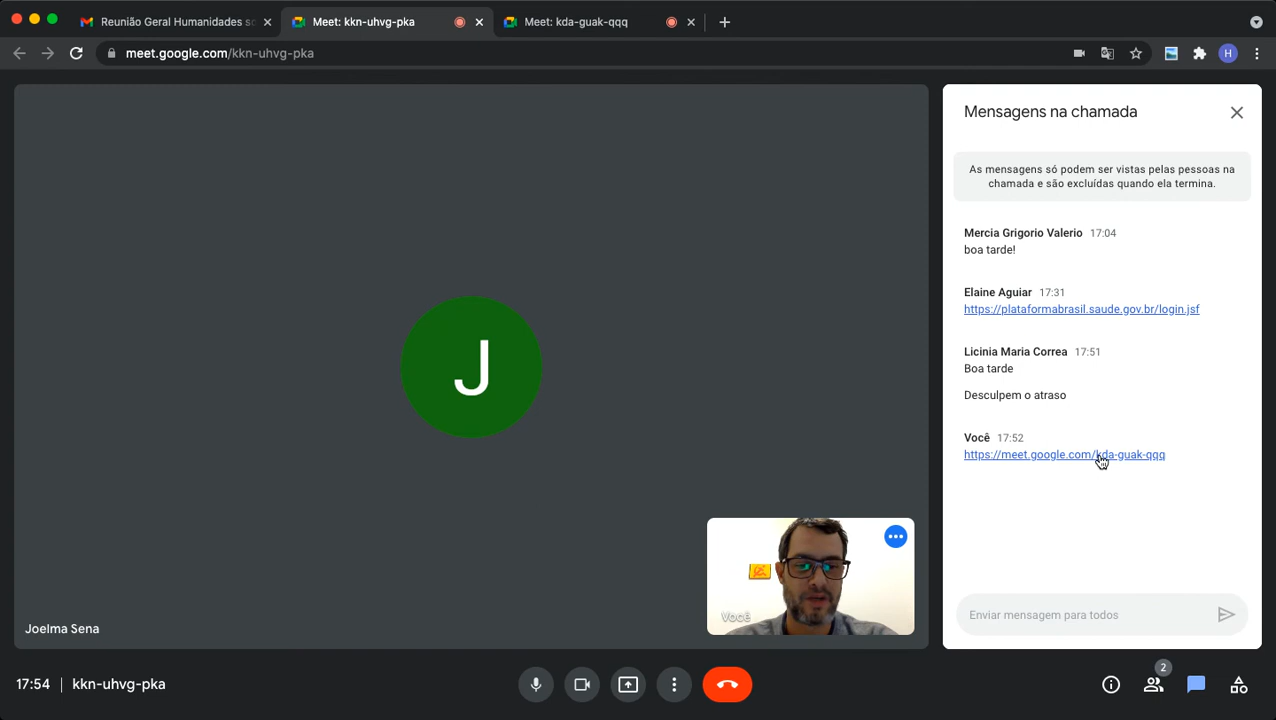 Reunião Geral Humanidades so
Meet: kkn-uhvg-pka
Meet: kda-guak-qqq
meet.google.com/kkn-uhvg-pka
H
Mensagens na chamada
As mensagens só podem ser vistas pelas pessoas na
chamada e são excluídas quando ela termina.
Mercia Grigorio Valerio 17:04
boa tarde!
Elaine Aguiar 17:31
https://plataformabrasil.saude.gov.br/login.jsf
Licinia Maria Correa 17:51
Boa tarde
Desculpem o atraso
Você 17:52
https://meet.google.com/kda-guak-qqq
J
Você
Joelma Sena
Enviar mensagem para todos
17:54 | kkn-uhvg-pka
2